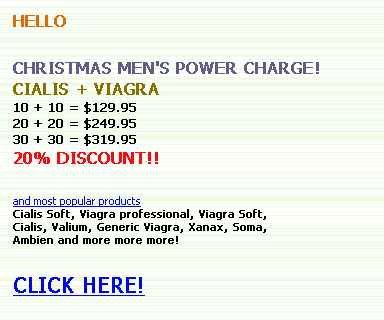 HELLO
CHRISTMAS MEN'S POWER CHARGE!
CIALIS + VIAGRA
10 + 10 = $129.95
20 + 20 = $249.95
30 + 30 = $319.95
20% DISCOUNT!!
and most popular products
Cialis Soft, Viagra professional, Viagra Soft,
Cialis, Valium, Generic Viagra, Xanax, Soma,
Ambien and more more more!
CLICK HERE!